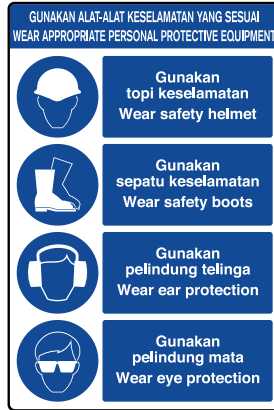 GUNAKAN ALAT-ALAT KESELAMATAN YANG SESUAI
WEAR APPROPRIATE PERSONAL PROTECTIVE EQUIPMENT
Gunakan
topi keselamatan
Wear safety helmet
Gunakan
sepatu keselamatan
Wear safety boots
Gunakan
pelindung telinga
Wear ear protection
Gunakan
pelindung mata
Wear eye protection